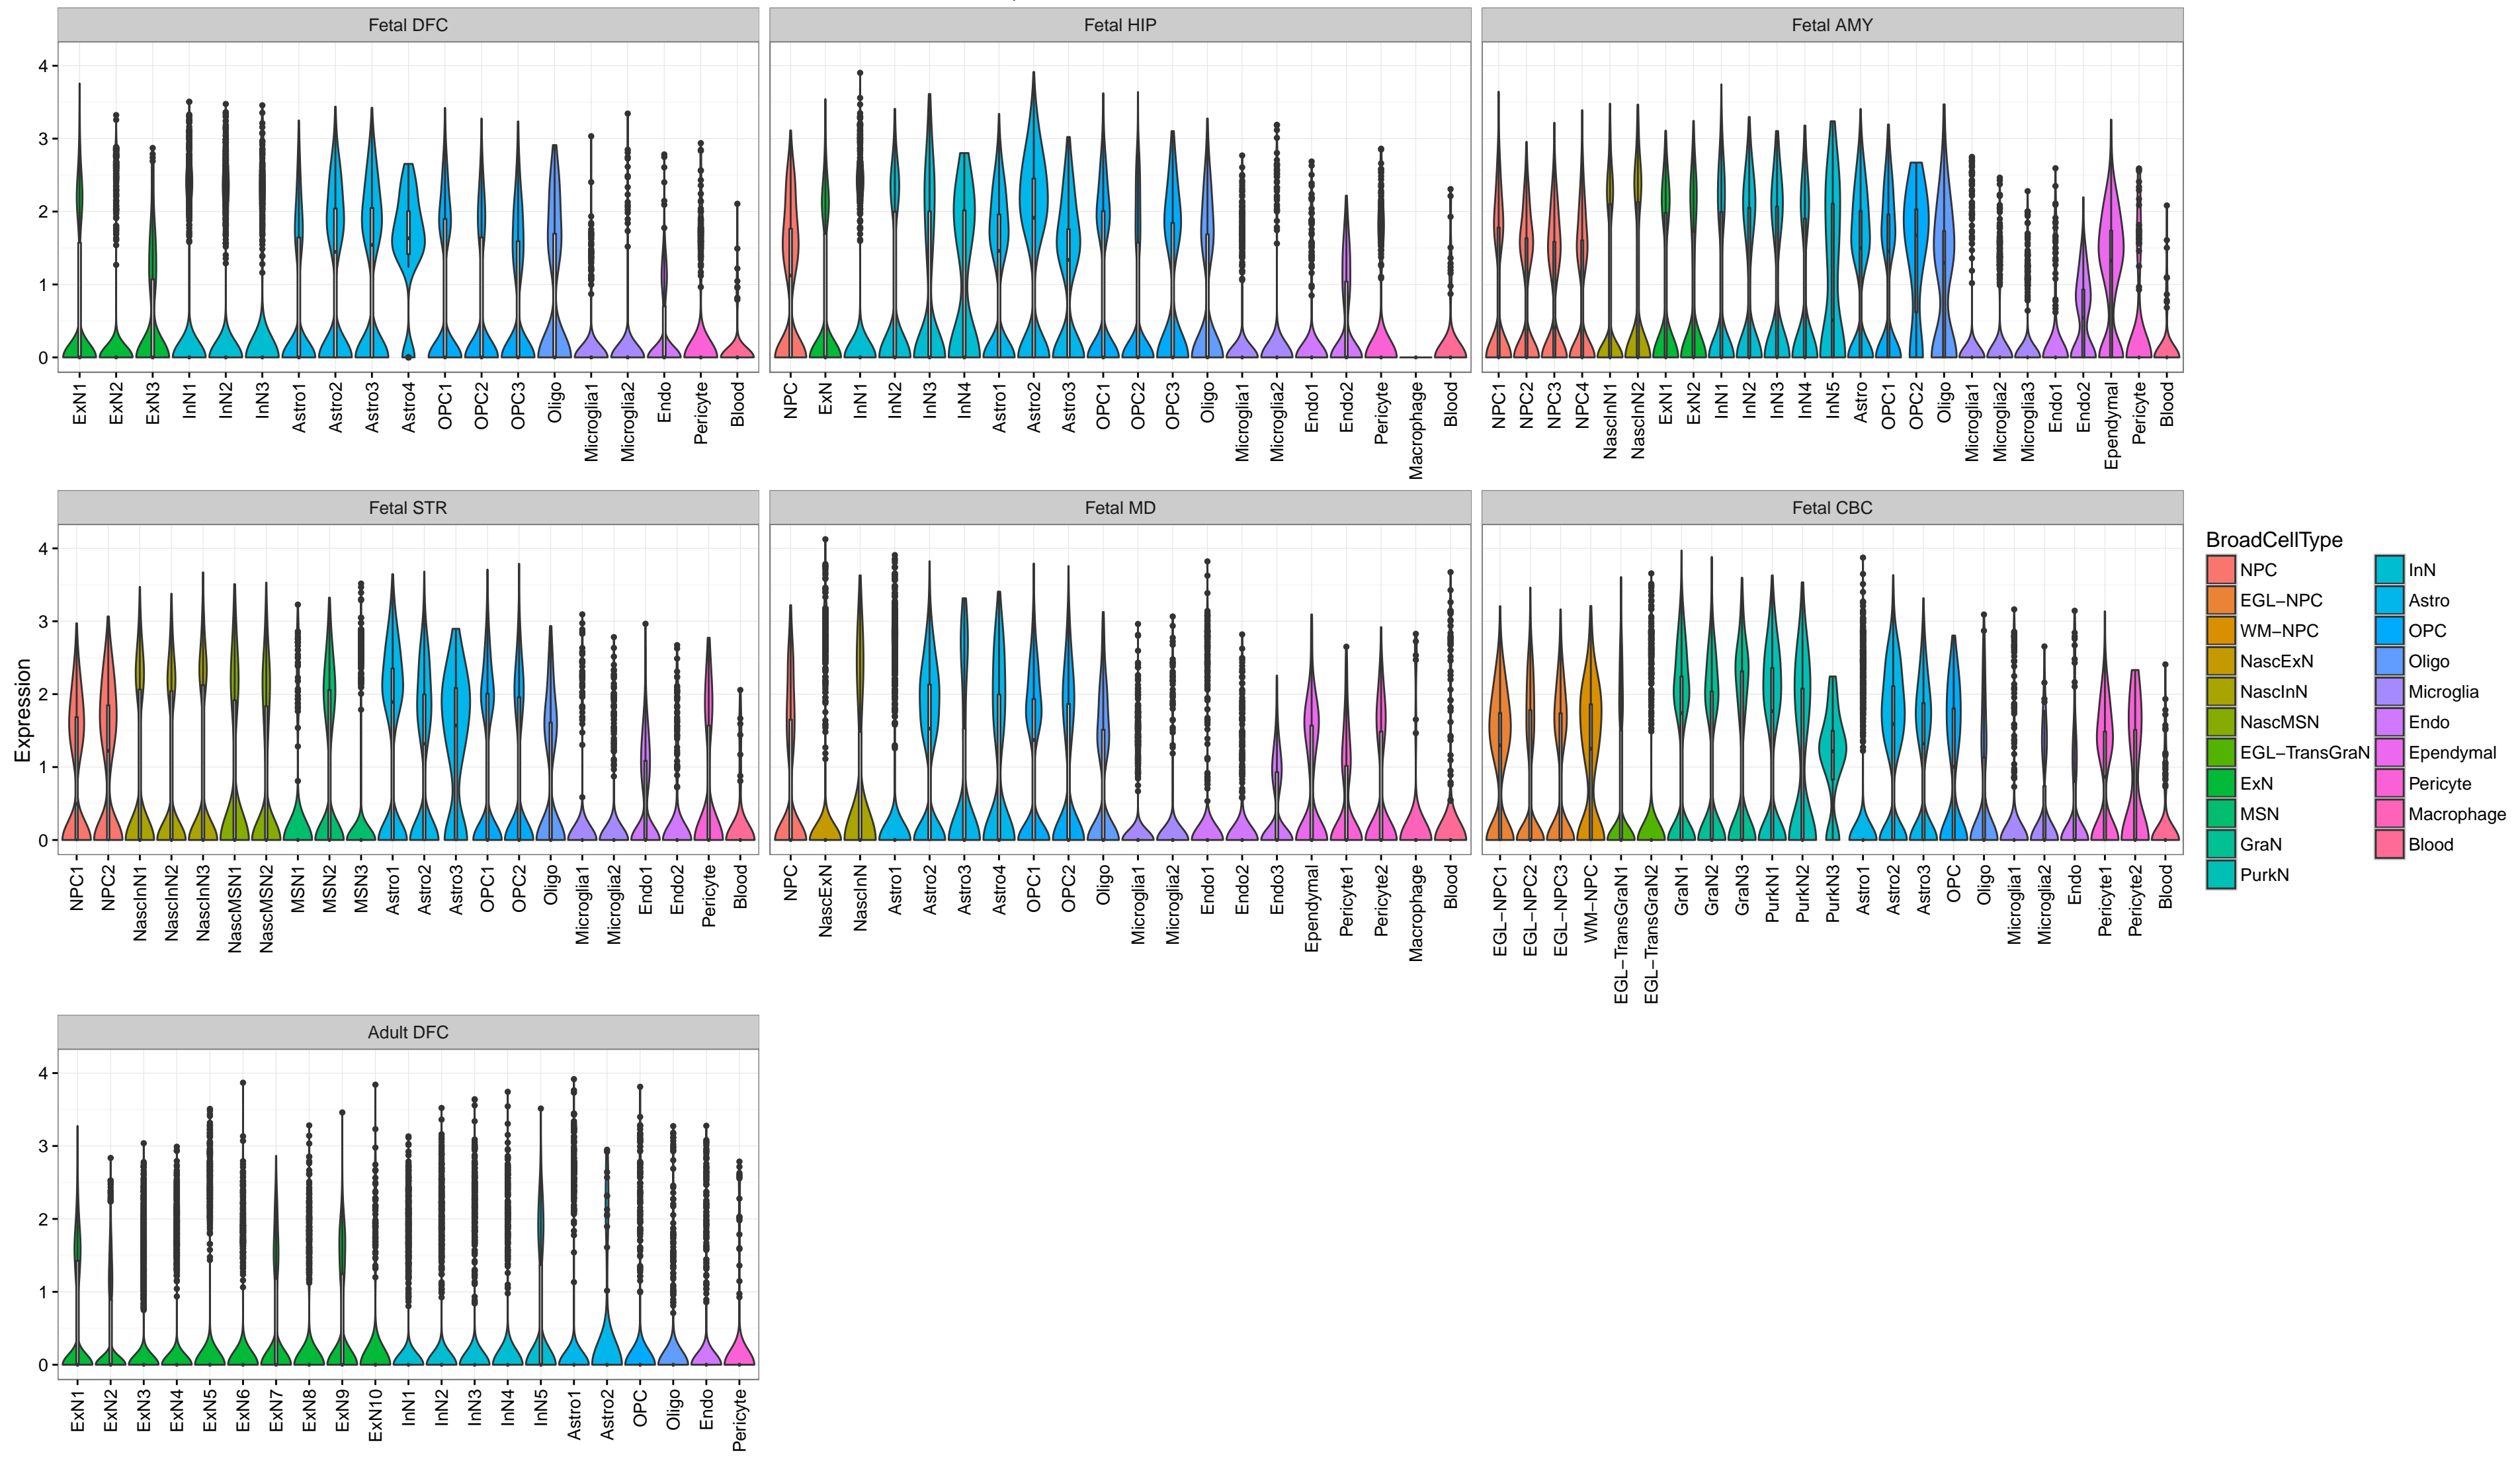 Fetal DFC
Fetal HIP
Fetal AMY
4
3
2
1
0
ExN1 ExN2 ExN3 InN1 InN2 InN3 Astro1 Astro2 Astro3 Astro4 OPC1 OPC2 OPC3 Oligo Microglia1 Microglia2 Endo Pericyte Blood
NPC ExN InN1 InN2 InN3 InN4 Astro1 Astro2 Astro3 OPC1 OPC2 OPC3 Oligo Microglia1 Microglia2 Endo1 Endo2 Pericyte Macrophage Blood
NPC1 NPC2 NPC3 NPC4 NascInN1 NascInN2 ExN1 ExN2 InN1 InN2 InN3 InN4 InN5 Astro OPC1 OPC2 Oligo Microglia1 Microglia2 Microglia3 Endo1 Endo2 Ependymal Pericyte Blood
Fetal STR
Fetal MD
Fetal CBC
Expression
4
3
2
1
0
NPC1 NPC2 NascInN1 NascInN2 NascInN3 NascMSN1 NascMSN2 MSN1 MSN2 MSN3 Astro1 Astro2 Astro3 OPC1 OPC2 Oligo Microglia1 Microglia2 Endo1 Endo2 Pericyte Blood
NPC NascExN NascInN Astro1 Astro2 Astro3 Astro4 OPC1 OPC2 Oligo Microglia1 Microglia2 Endo1 Endo2 Endo3 Ependymal Pericyte1 Pericyte2 Macrophage Blood
EGL−NPC1 EGL−NPC2 EGL−NPC3 WM−NPC EGL−TransGraN1 EGL−TransGraN2 GraN1 GraN2 GraN3 PurkN1 PurkN2 PurkN3 Astro1 Astro2 Astro3 OPC Oligo Microglia1 Microglia2 Endo Pericyte1 Pericyte2 Blood
BroadCellType
NPC
EGL−NPC
WM−NPC
NascExN
NascInN
NascMSN
EGL−TransGraN
ExN
MSN
GraN
PurkN
InN
Astro
OPC
Oligo
Microglia
Endo
Ependymal
Pericyte
Macrophage
Blood
Adult DFC
4
3
2
1
0
ExN1 ExN2 ExN3 ExN4 ExN5 ExN6 ExN7 ExN8 ExN9 ExN10 InN1 InN2 InN3 InN4 InN5 Astro1 Astro2 OPC Oligo Endo Pericyte